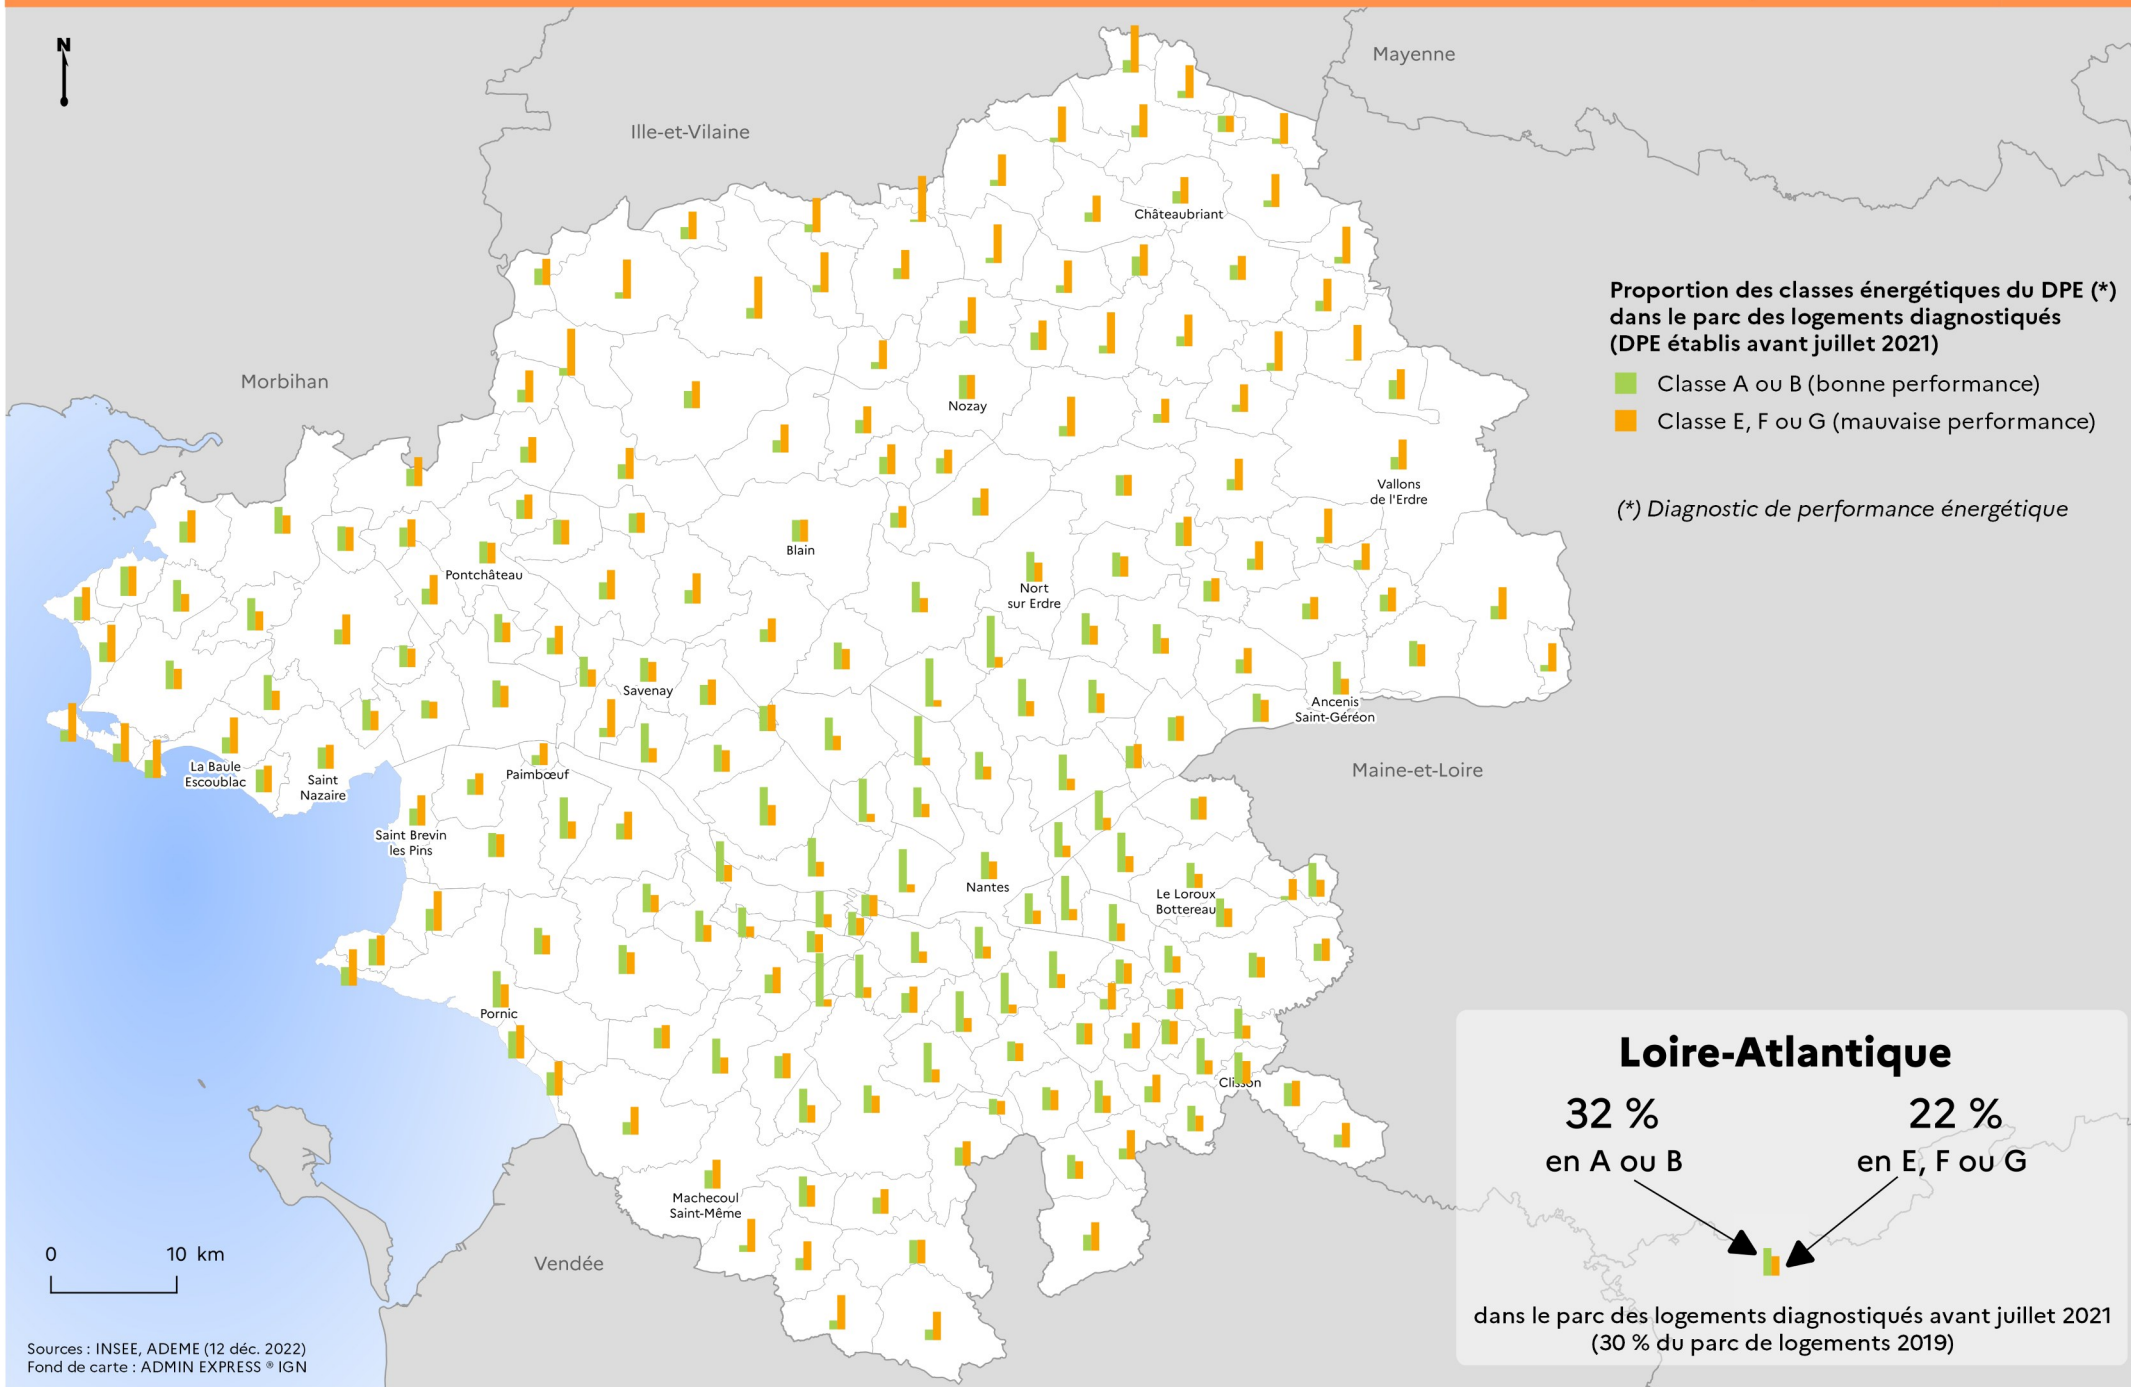 N
Mayenne
Ille-et-Vilaine
Châteaubriant
Morbihan
Nozay
Vallons
de l'Erdre
Blain
Pontchâteau
Nort
sur Erdre
Savenay
Ancenis
Saint-Géréon
La Baule
Escoublac
Saint
Nazaire
Paimbœuf
Maine-et-Loire
Saint Brevin
les Pins
Nantes
Le Loroux
Bottereau
Pornic
Clisson
Machecoul
Saint-Même
Vendée
Proportion des classes énergétiques du DPE (*)
dans le parc des logements diagnostiqués
(DPE établis avant juillet 2021)
Classe A ou B (bonne performance)
Classe E, F ou G (mauvaise performance)
(*) Diagnostic de performance énergétique
Loire-Atlantique
32 % 22 %
en A ou B en E, F ou G
dans le parc des logements diagnostiqués avant juillet 2021
(30 % du parc de logements 2019)
0 10 km
Sources : INSEE, ADEME (12 déc. 2022)
Fond de carte : ADMIN EXPRESS ® IGN